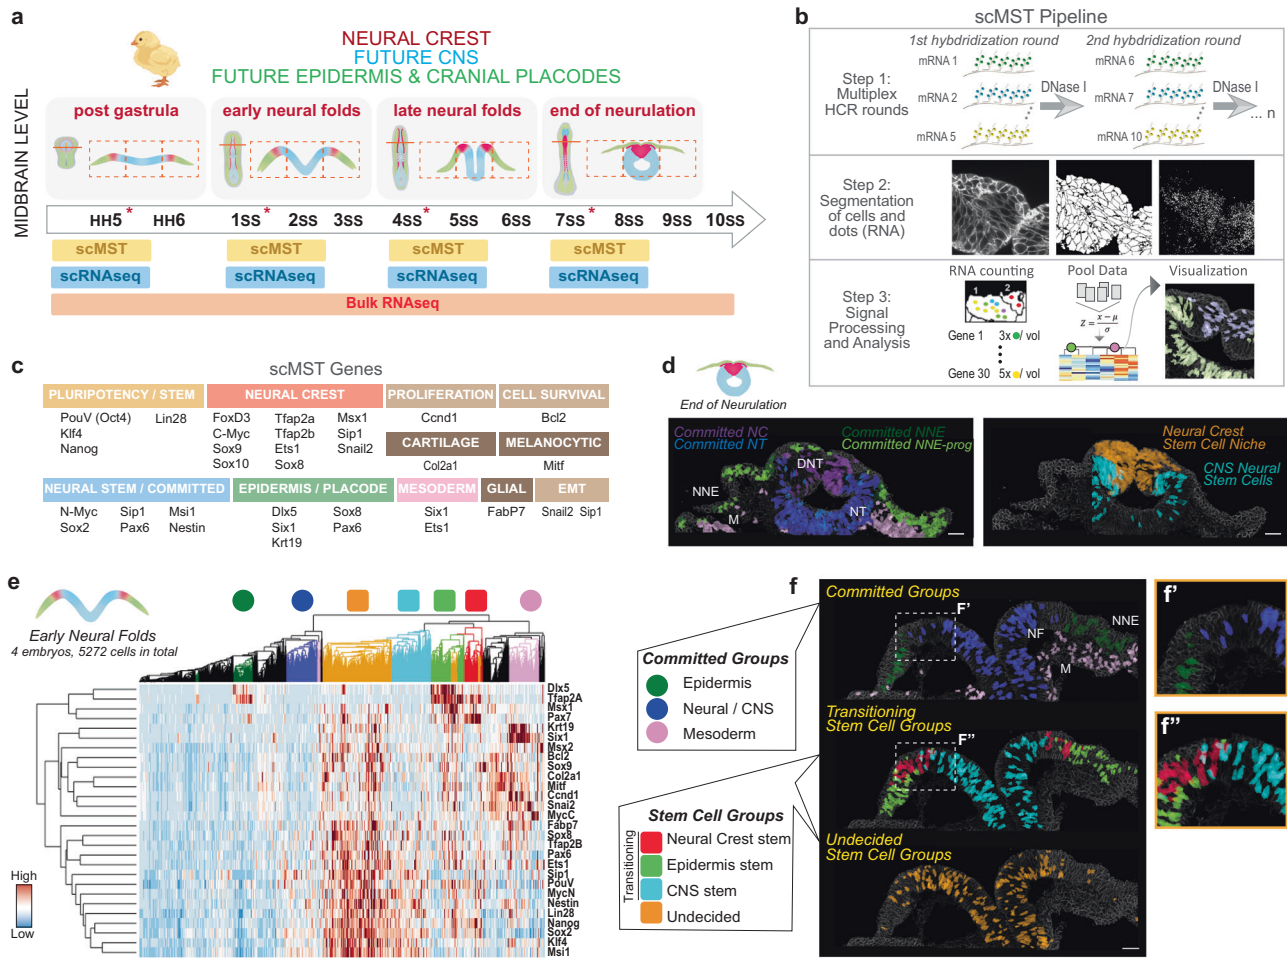 a
NEURAL CREST
FUTURE CNS
FUTURE EPIDERMIS & CRANIAL PLACODES
MIDBRAIN LEVEL
post gastrula
early neural folds
late neural folds
end of neurulation
HH5 * HH6 1SS * 2SS 3SS 4SS * 5SS 6SS 7SS * 8SS 9SS 10SS
scMST scMST scMST scMST
scRNAseq scRNAseq scRNAseq scRNAseq
Bulk RNAseq
b
scMST Pipeline
Step 1:
Multiplex
HCR rounds
1st hybdridization round
2nd hybdridization round
mRNA 1
mRNA 2
mRNA 5
DNase I
mRNA 6
mRNA 7
mRNA 10
DNase I
... n
Step 2:
Segmentation
of cells and
dots (RNA)
Step 3:
Signal
Processing
and Analysis
RNA counting
1 2
Gene 1 3x / vol
Gene 30 5x / vol
Pool Data
Z = x − μ
σ
Visualization
c
scMST Genes
PLURIPOTENCY / STEM
PouV (Oct4) Lin28
Klf4
Nanog
NEURAL CREST
FoxD3 Tfap2a Msx1
C-Myc Tfap2b Sip1
Sox9 Ets1 Snail2
Sox10 Sox8
PROLIFERATION
Ccnd1
CELL SURVIVAL
Bcl2
CARTILAGE
Col2a1
MELANOCYTIC
Mitf
NEURAL STEM / COMMITTED
N-Myc Sip1 Msi1
Sox2 Pax6 Nestin
EPIDERMIS / PLACODE
Dlx5 Sox8
Six1 Pax6
Krt19
MESODERM
Six1
Ets1
GLIAL
FabP7
EMT
Snail2 Sip1
d
End of Neurulation
Committed NC
Committed NT
Committed NNE
Committed NNE-prog
DNT
NNE
M
NT
Neural Crest
Stem Cell Niche
CNS Neural
Stem Cells
e
Early Neural Folds
4 embryos, 5272 cells in total
Dlx5
Tfap2A
Msx1
Pax7
Krt19
Six1
Msx2
Bcl2
Sox9
Col2a1
Mitf
Ccnd1
Snai2
MycC
Fabp7
Sox8
Tfap2B
Pax6
Ets1
Sip1
PouV
MycN
Nestin
Lin28
Nanog
Sox2
Klf4
Msi1
High
Low
Committed Groups
Epidermis
Neural / CNS
Mesoderm
Stem Cell Groups
Transitioning
Neural Crest stem
Epidermis stem
CNS stem
Undecided
f
Committed Groups
F'
NF
NNE
M
Transitioning
Stem Cell Groups
F''
Undecided
Stem Cell Groups
f'
f''